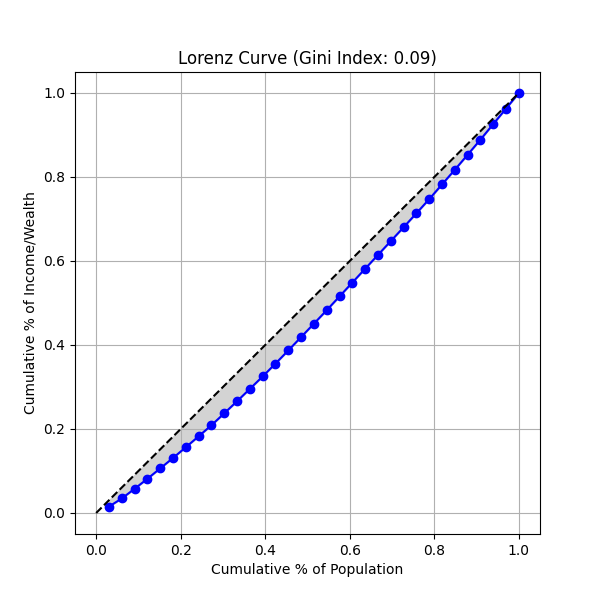 Lorenz Curve (Gini Index: 0.09)
1.0
0.8
0.6
0.4
0.2
0.0
Cumulative % of Income/Wealth
0.0 0.2 0.4 0.6 0.8 1.0
Cumulative % of Population